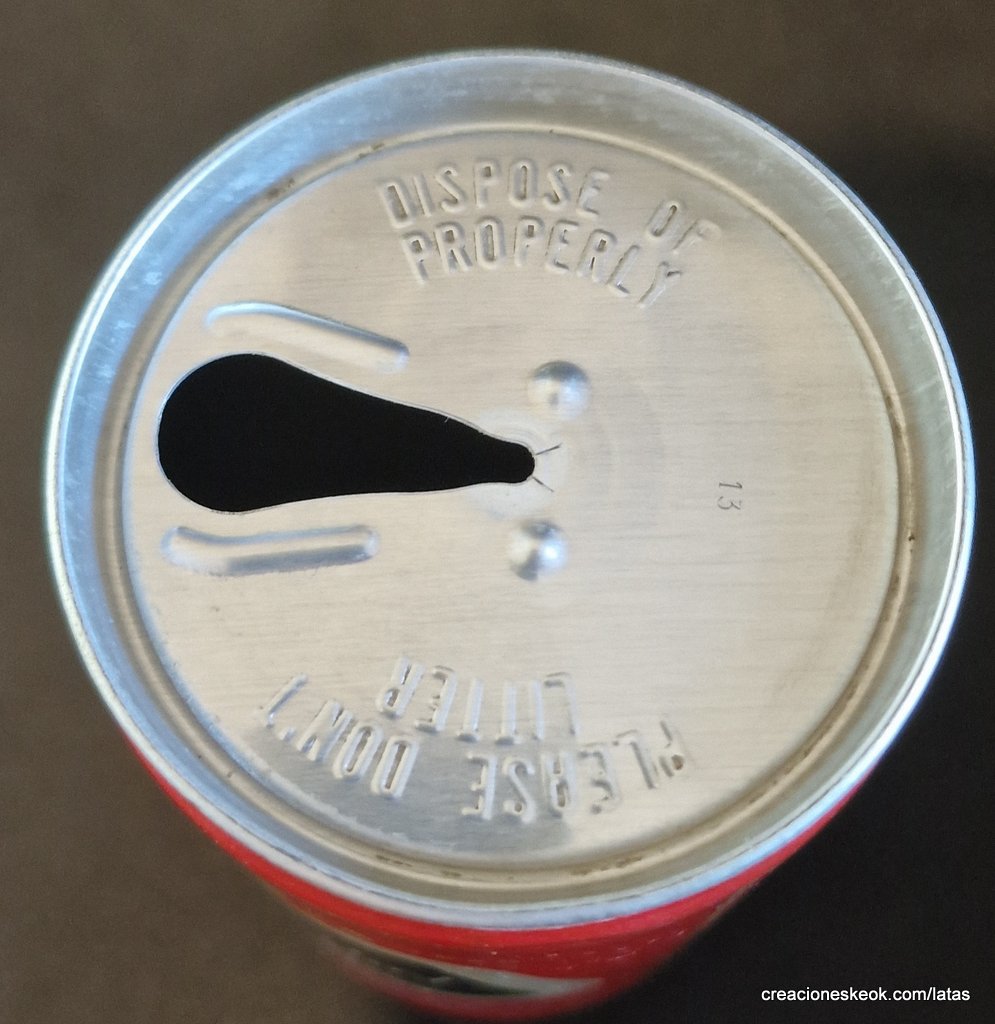 DISPOSE OF
PROPERLY
13
PLEASE DON'T
LITTER
creacioneskeok.com/latas